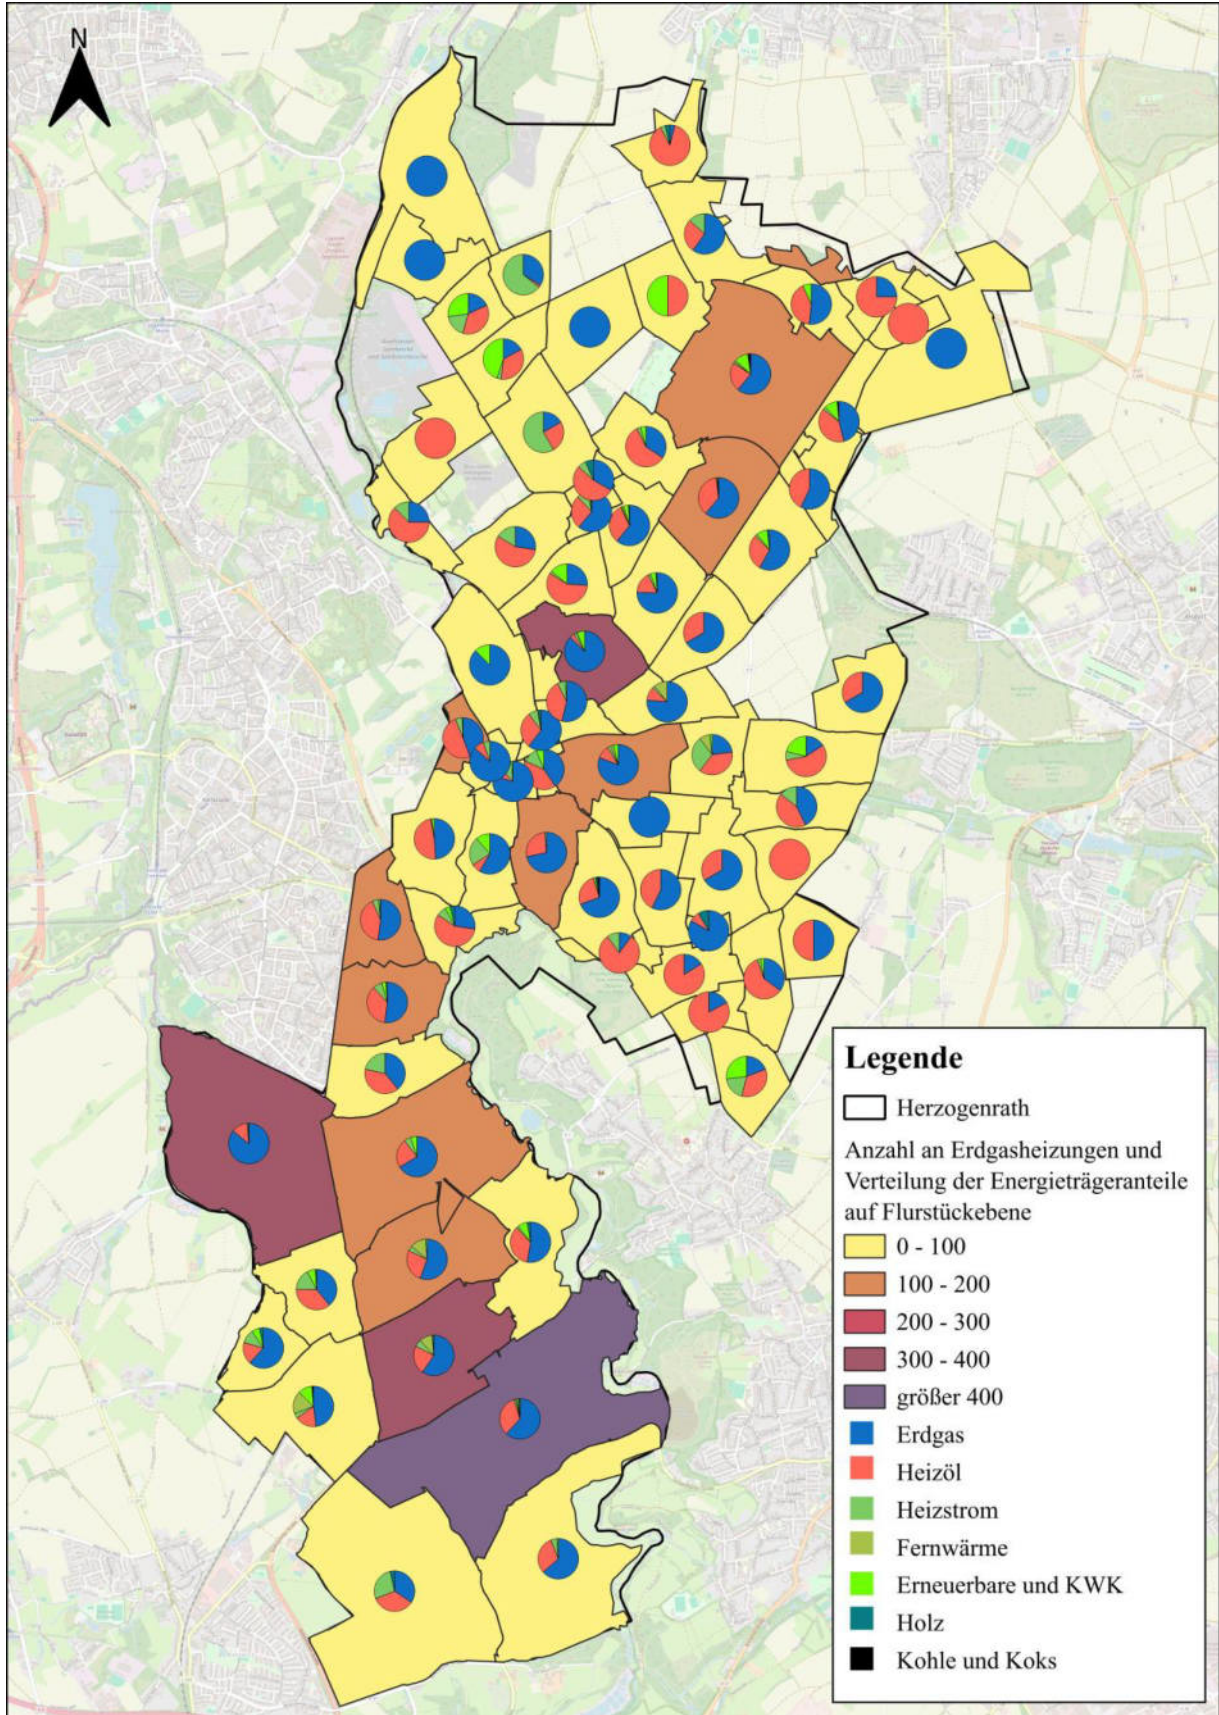 N
Legende
Herzogenrath
Anzahl an Erdgasheizungen und
Verteilung der Energieträgeranteile
auf Flurstückebene
0 - 100
100 - 200
200 - 300
300 - 400
größer 400
Erdgas
Heizöl
Heizstrom
Fernwärme
Erneuerbare und KWK
Holz
Kohle und Koks